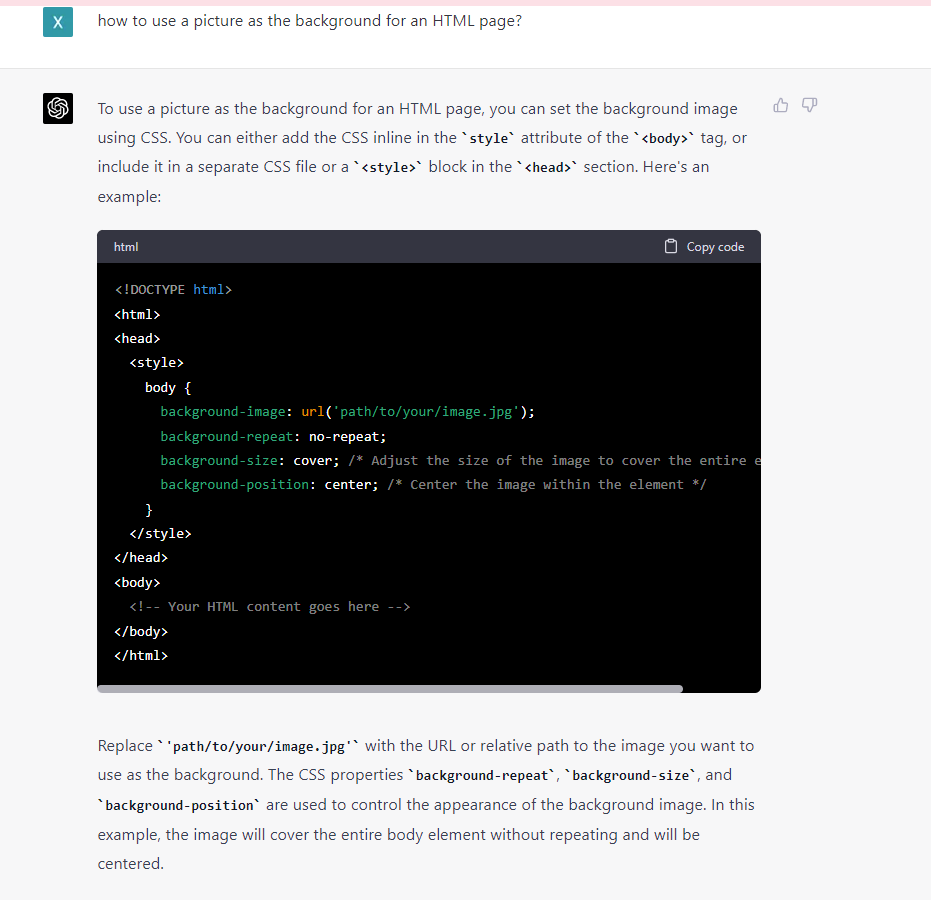 X
how to use a picture as the background for an HTML page?
To use a picture as the background for an HTML page, you can set the background image
using CSS. You can either add the CSS inline in the `style` attribute of the `<body>` tag, or
include it in a separate CSS file or a `<style>` block in the `<head>` section. Here's an
example:
html
Copy code
<!DOCTYPE html>
<html>
<head>
  <style>
    body {
      background-image: url('path/to/your/image.jpg');
      background-repeat: no-repeat;
      background-size: cover; /* Adjust the size of the image to cover the entire e
      background-position: center; /* Center the image within the element */
    }
  </style>
</head>
<body>
  <!-- Your HTML content goes here -->
</body>
</html>
Replace `'path/to/your/image.jpg'` with the URL or relative path to the image you want to
use as the background. The CSS properties `background-repeat`, `background-size`, and
`background-position` are used to control the appearance of the background image. In this
example, the image will cover the entire body element without repeating and will be
centered.